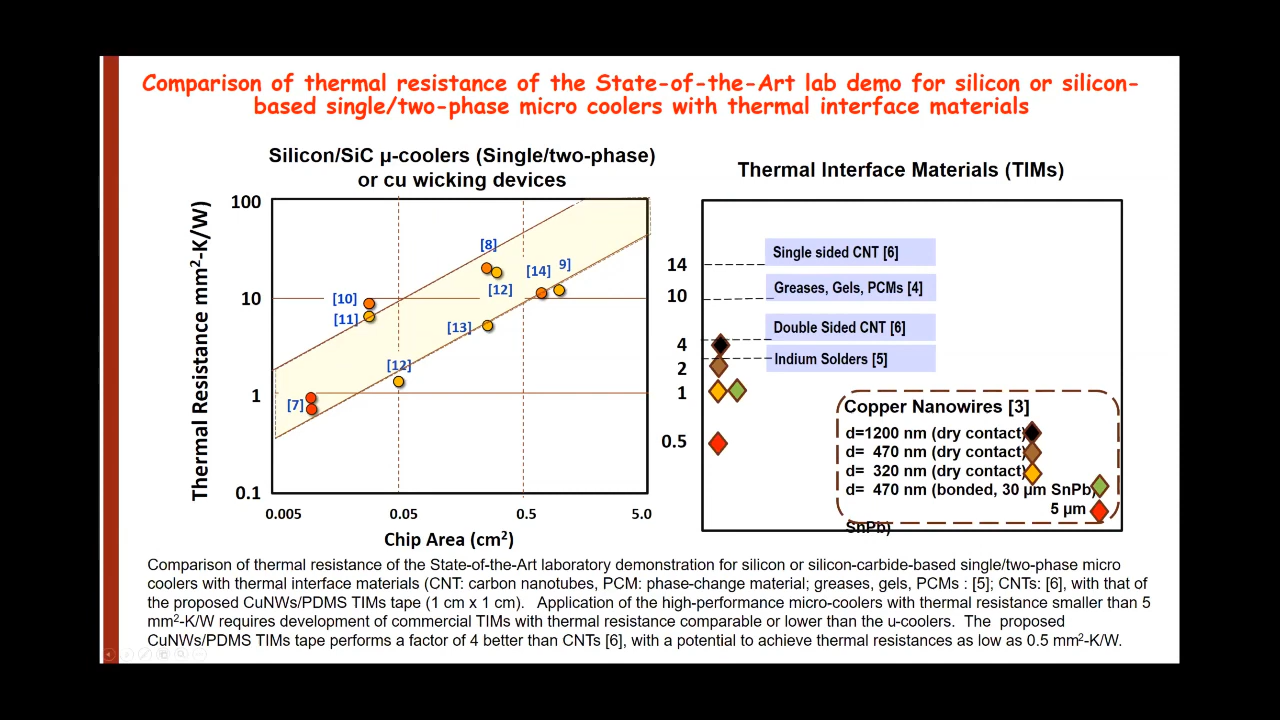 Comparison of thermal resistance of the State-of-the-Art lab demo for silicon or silicon-
based single/two-phase micro coolers with thermal interface materials
Silicon/SiC µ-coolers (Single/two-phase)
or cu wicking devices
Thermal Resistance mm²-K/W)
100
10
1
0.1
[8]
9]
[14]
[12]
[10]
[11]
[13]
[12]
[7]
0.005
0.05
0.5
5.0
Chip Area (cm²)
Thermal Interface Materials (TIMs)
14
10
4
2
1
0.5
Single sided CNT [6]
Greases, Gels, PCMs [4]
Double Sided CNT [6]
Indium Solders [5]
Copper Nanowires [3]
d=1200 nm (dry contact)
d= 470 nm (dry contact)
d= 320 nm (dry contact)
d= 470 nm (bonded, 30 µm SnPb)
5 µm
SnPb)
Comparison of thermal resistance of the State-of-the-Art laboratory demonstration for silicon or silicon-carbide-based single/two-phase micro
coolers with thermal interface materials (CNT: carbon nanotubes, PCM: phase-change material; greases, gels, PCMs : [5]; CNTs: [6], with that of
the proposed CuNWs/PDMS TIMs tape (1 cm x 1 cm). Application of the high-performance micro-coolers with thermal resistance smaller than 5
mm²-K/W requires development of commercial TIMs with thermal resistance comparable or lower than the u-coolers. The proposed
CuNWs/PDMS TIMs tape performs a factor of 4 better than CNTs [6], with a potential to achieve thermal resistances as low as 0.5 mm²-K/W.